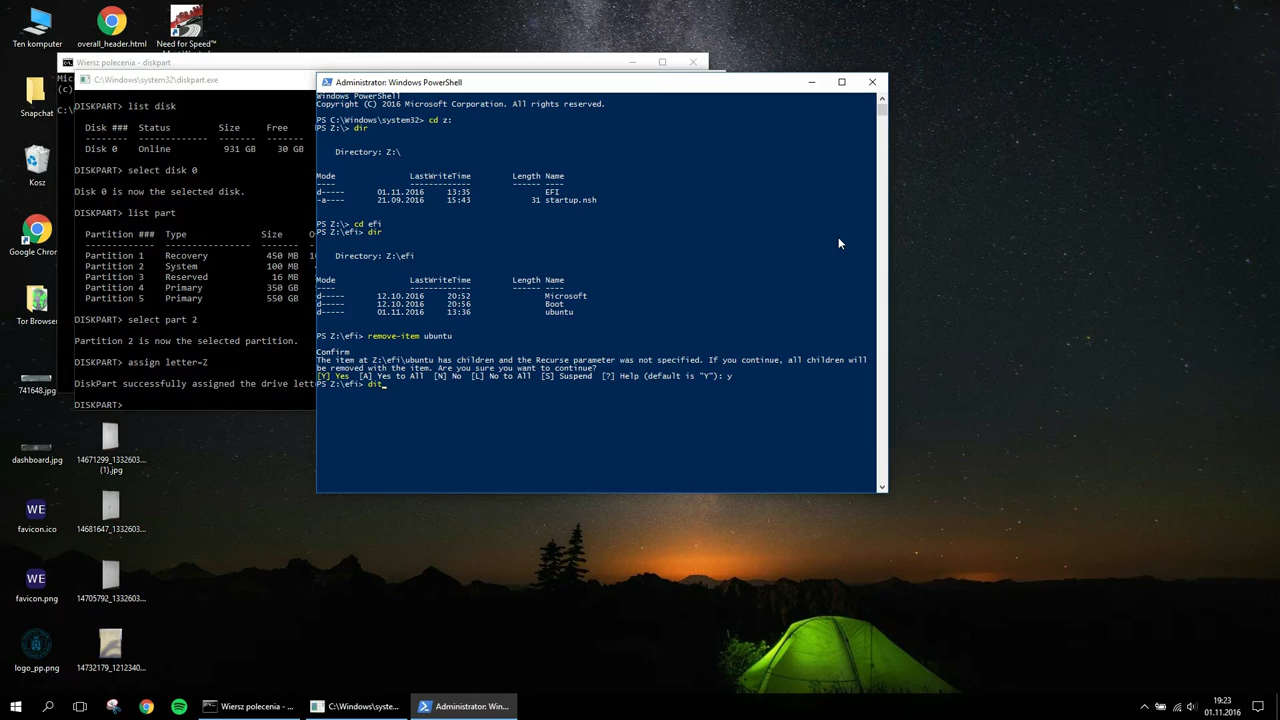 Ten komputer
overall_header.html
Need for Speed™
Snapchat
Kosz
Google Chro...
Tor Browser
741648.jpg
dashboard.jpg
14671299_1332603...
(1).jpg
favicon.ico
14681647_1332603...
favicon.png
14705792_1332603...
logo_pp.png
14732179_1212340...
Wiersz polecenia - diskpart
Mic
(c)
C:\
C:\Windows\system32\diskpart.exe
DISKPART> list disk
Disk ### Status Size Free
-------- ------------- ------- -------
Disk 0 Online 931 GB 30 GB
DISKPART> select disk 0
Disk 0 is now the selected disk.
DISKPART> list part
Partition ### Type Size O
------------- ---------------- -------
Partition 1 Recovery 450 MB 1
Partition 2 System 100 MB
Partition 3 Reserved 16 MB
Partition 4 Primary 350 GB
Partition 5 Primary 550 GB
DISKPART> select part 2
Partition 2 is now the selected partition.
DISKPART> assign letter=Z
DiskPart successfully assigned the drive lett
DISKPART>
Administrator: Windows PowerShell
Windows PowerShell
Copyright (C) 2016 Microsoft Corporation. All rights reserved.
PS C:\Windows\system32> cd z:
PS Z:\> dir
Directory: Z:\
Mode LastWriteTime Length Name
---- ------------- ------ ----
d----- 01.11.2016 13:35 EFI
-a---- 21.09.2016 15:43 31 startup.nsh
PS Z:\> cd efi
PS Z:\efi> dir
Directory: Z:\efi
Mode LastWriteTime Length Name
---- ------------- ------ ----
d----- 12.10.2016 20:52 Microsoft
d----- 12.10.2016 20:56 Boot
d----- 01.11.2016 13:36 ubuntu
PS Z:\efi> remove-item ubuntu
Confirm
The item at Z:\efi\ubuntu has children and the Recurse parameter was not specified. If you continue, all children will
be removed with the item. Are you sure you want to continue?
[Y] Yes [A] Yes to All [N] No [L] No to All [S] Suspend [?] Help (default is "Y"): y
PS Z:\efi> dit_
Wiersz polecenia - ...
C:\Windows\syste...
Administrator: Win...
19:23
01.11.2016